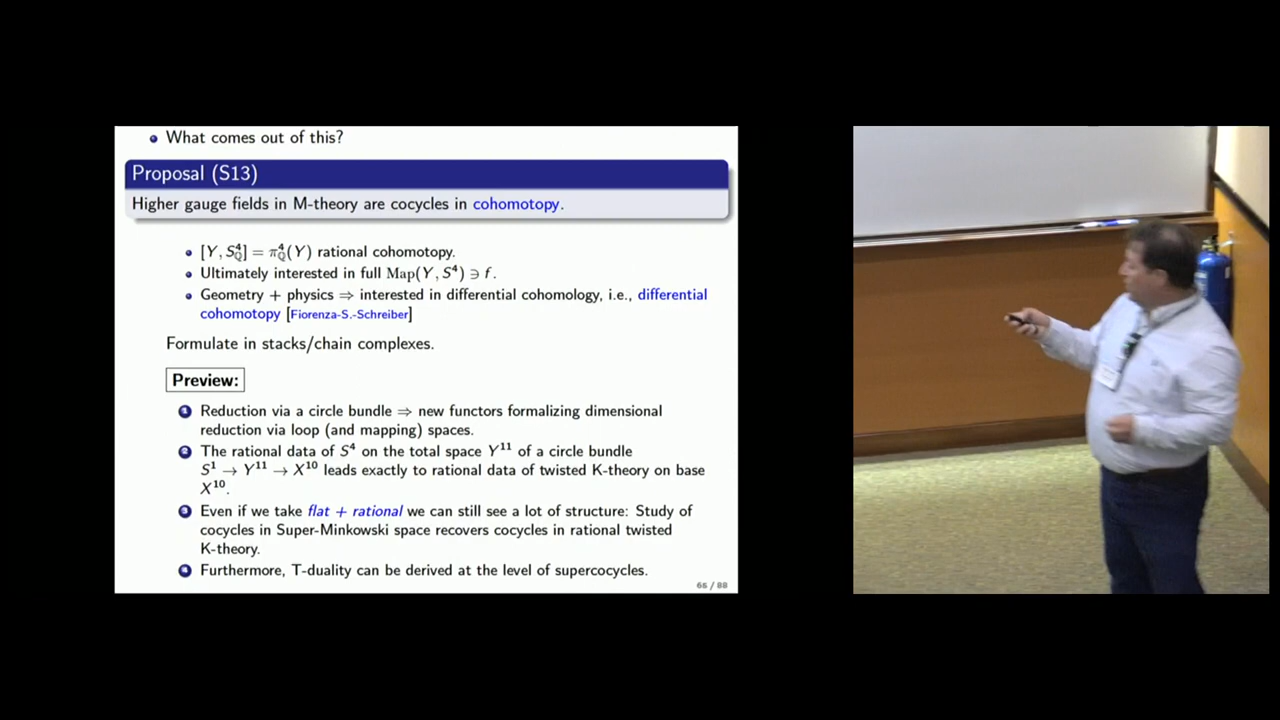 What comes out of this?
Proposal (S13)
Higher gauge fields in M-theory are cocycles in cohomotopy.
[Y, S⁴_ℚ] = π⁴_ℚ(Y) rational cohomotopy.
Ultimately interested in full Map(Y, S⁴) ∋ f.
Geometry + physics ⇒ interested in differential cohomology, i.e., differential
cohomotopy [Fiorenza-S.-Schreiber]
Formulate in stacks/chain complexes.
Preview:
1 Reduction via a circle bundle ⇒ new functors formalizing dimensional
reduction via loop (and mapping) spaces.
2 The rational data of S⁴ on the total space Y¹¹ of a circle bundle
S¹ → Y¹¹ → X¹⁰ leads exactly to rational data of twisted K-theory on base
X¹⁰.
3 Even if we take flat + rational we can still see a lot of structure: Study of
cocycles in Super-Minkowski space recovers cocycles in rational twisted
K-theory.
4 Furthermore, T-duality can be derived at the level of supercocycles.
66 / 88